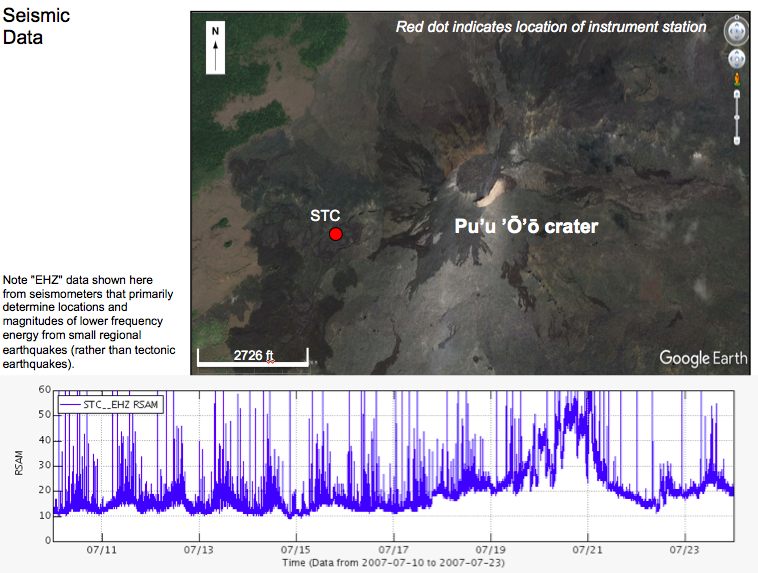 Seismic
Data
N
Red dot indicates location of instrument station
STC
Pu’u ’Ō’ō crater
Note "EHZ" data shown here
from seismometers that primarily
determine locations and
magnitudes of lower frequency
energy from small regional
earthquakes (rather than tectonic
earthquakes).
2726 ft
Google Earth
60
50
40
30
20
10
0
RSAM
STC__EHZ RSAM
07/11
07/13
07/15
07/17
07/19
07/21
07/23
Time (Data from 2007-07-10 to 2007-07-23)